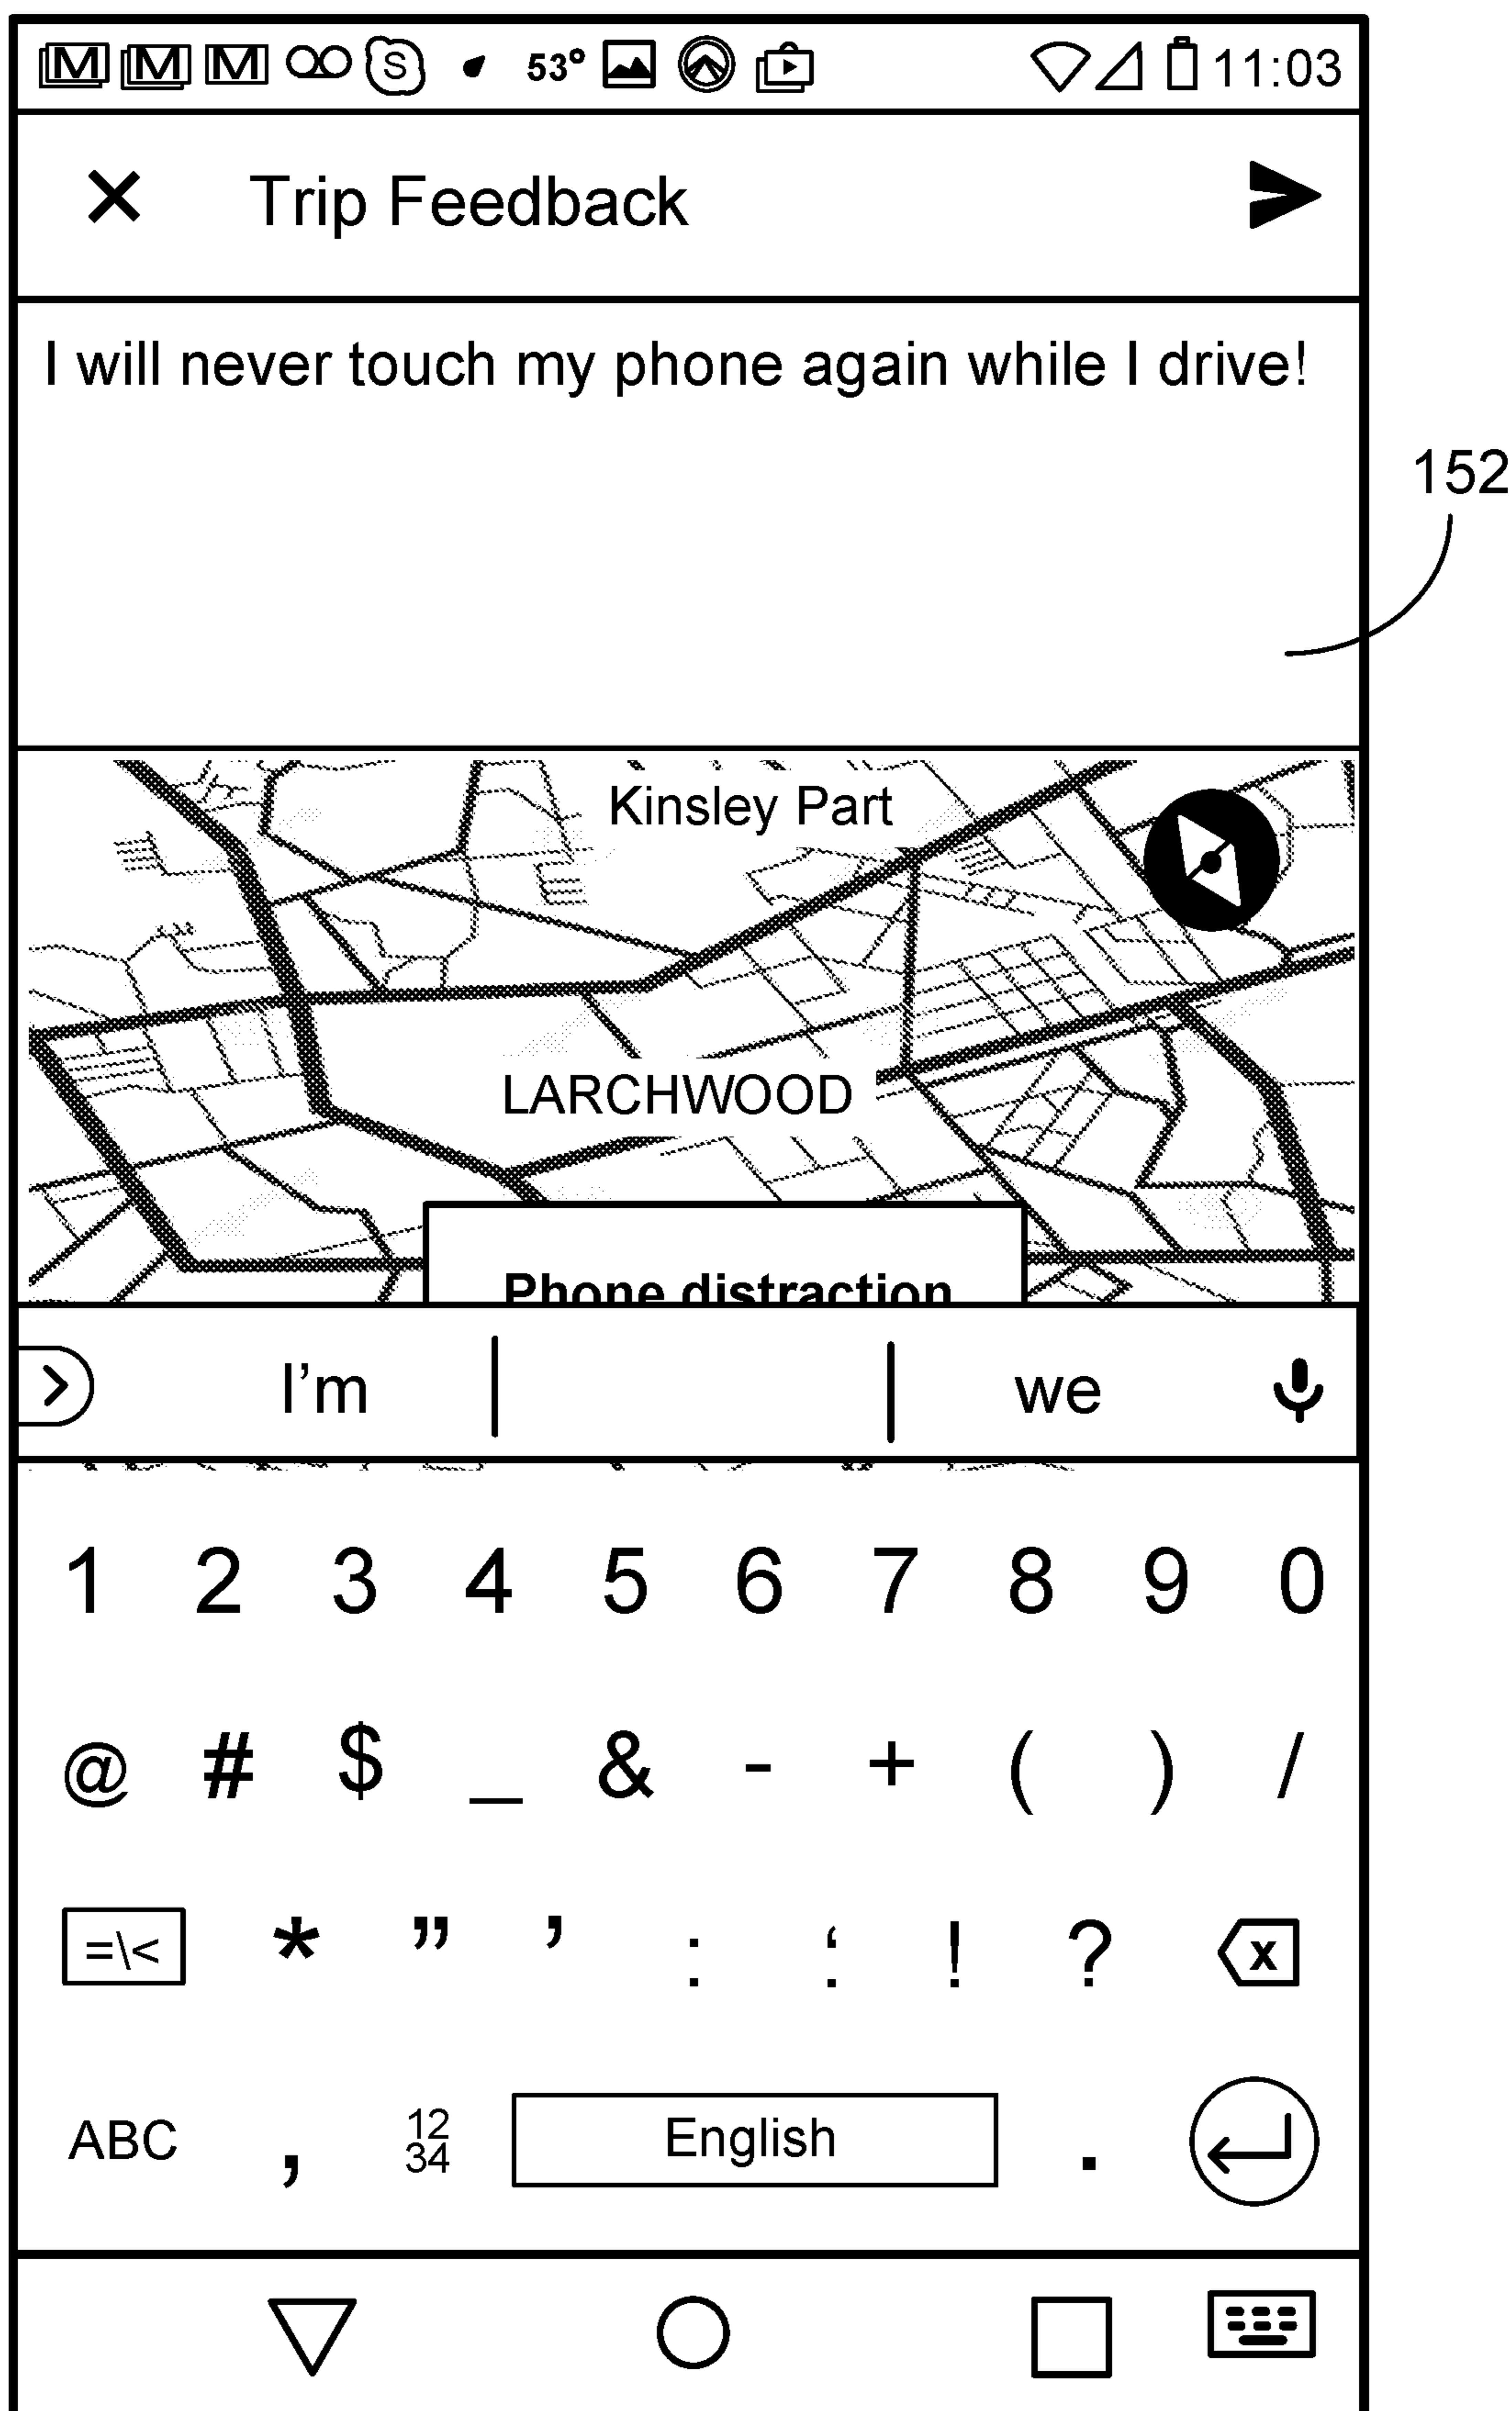 M M M S 53° 11:03
Trip Feedback
I will never touch my phone again while I drive!
152
Kinsley Part
LARCHWOOD
Phone distraction
I’m we
1 2 3 4 5 6 7 8 9 0
@ # $ _ & - + ( ) /
=\< * ” ’ : ‘. ! ? x
ABC , 12 34 English .